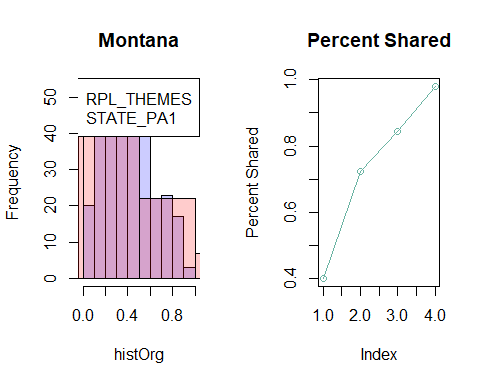 Montana
RPL_THEMES
STATE_PA1
Frequency
0 10 20 30 40 50
0.0 0.4 0.8
histOrg
Percent Shared
Percent Shared
0.4 0.6 0.8 1.0
1.0 2.0 3.0 4.0
Index